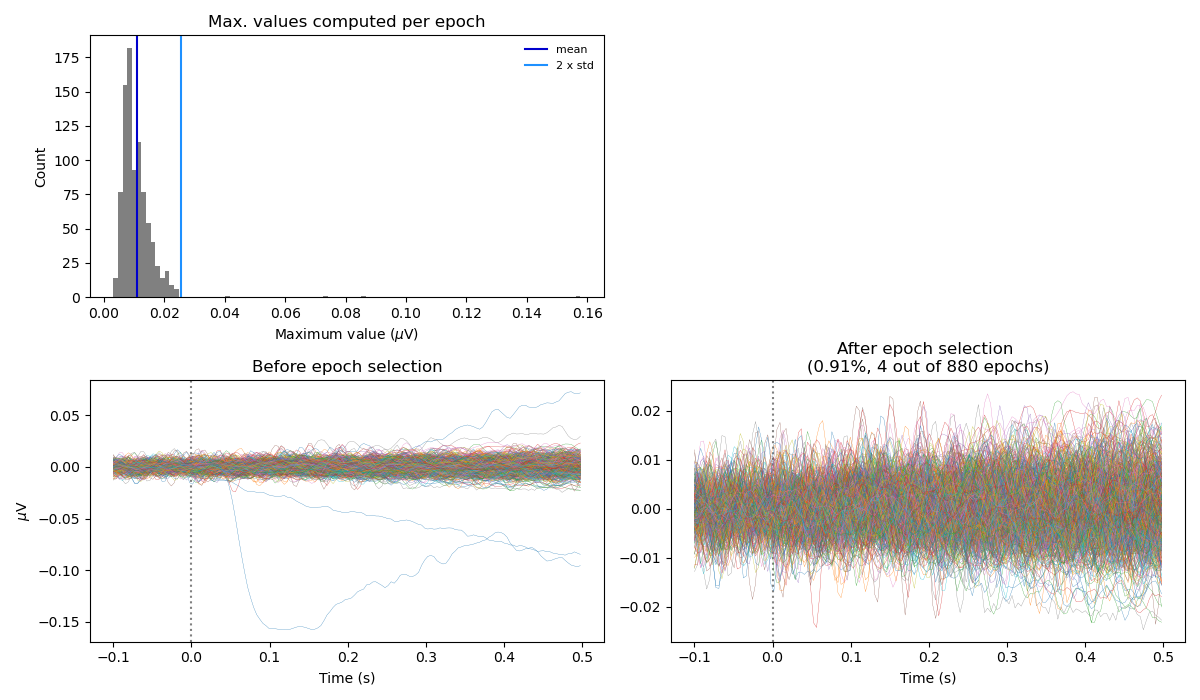 Max. values computed per epoch
mean
2 x std
175
150
125
100
75
50
25
0
Count
0.00 0.02 0.04 0.06 0.08 0.10 0.12 0.14 0.16
Maximum value (μV)
Before epoch selection
0.05
0.00
−0.05
−0.10
−0.15
μV
−0.1 0.0 0.1 0.2 0.3 0.4 0.5
Time (s)
After epoch selection
(0.91%, 4 out of 880 epochs)
0.02
0.01
0.00
−0.01
−0.02
−0.1 0.0 0.1 0.2 0.3 0.4 0.5
Time (s)